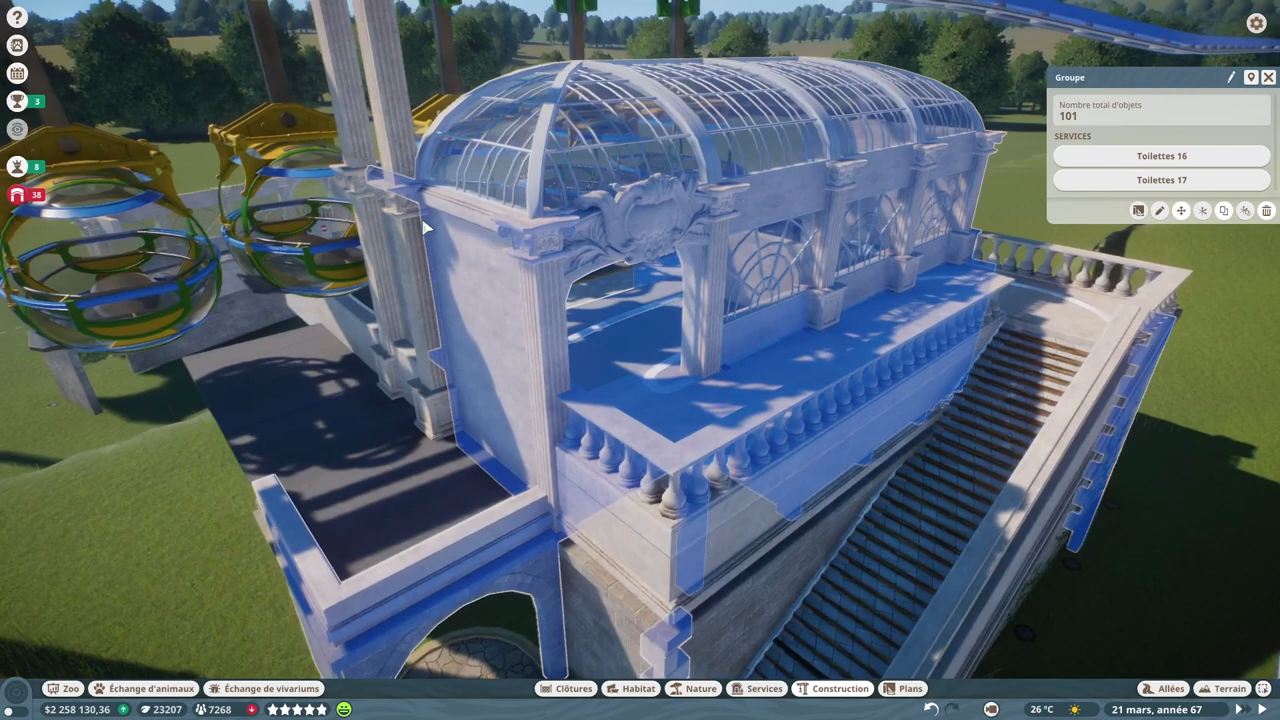 3
8
38
Groupe
Nombre total d'objets
101
SERVICES
Toilettes 16
Toilettes 17
Zoo
Échange d'animaux
Échange de vivariums
Clôtures
Habitat
Nature
Services
Construction
Plans
Allées
Terrain
$2 258 130,36
23207
7268
26 °C
21 mars, année 67